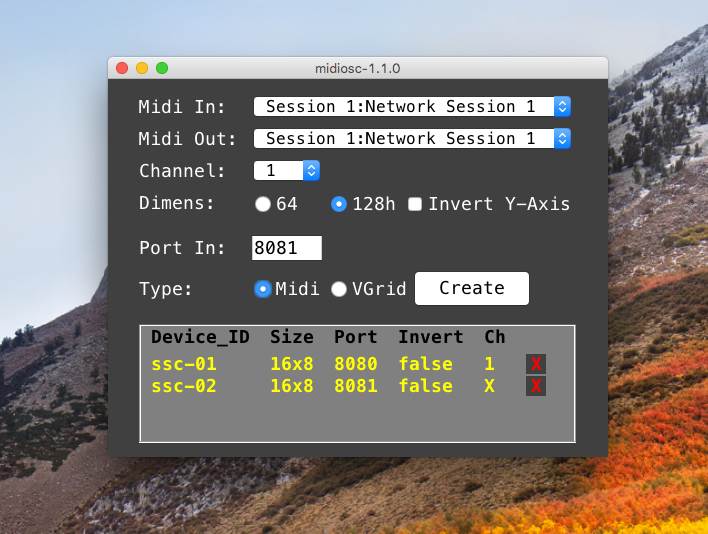 midiosc-1.1.0
Midi In: Session 1:Network Session 1
Midi Out: Session 1:Network Session 1
Channel: 1
Dimens: 64 128h Invert Y-Axis
Port In: 8081
Type: Midi VGrid Create
Device_ID Size Port Invert Ch
ssc-01 16x8 8080 false 1 X
ssc-02 16x8 8081 false X X